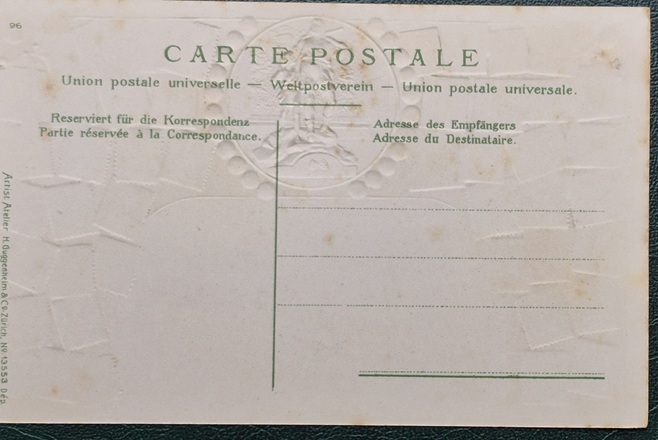 96
CARTE POSTALE
Union postale universelle — Weltpostverein — Union postale universale.
Reserviert für die Korrespondenz
Partie réservée à la Correspondance.
Adresse des Empfängers
Adresse du Destinataire.
Artist. Atelier H. Guggenheim & Co. Zürich, Nº 13553 Dép.